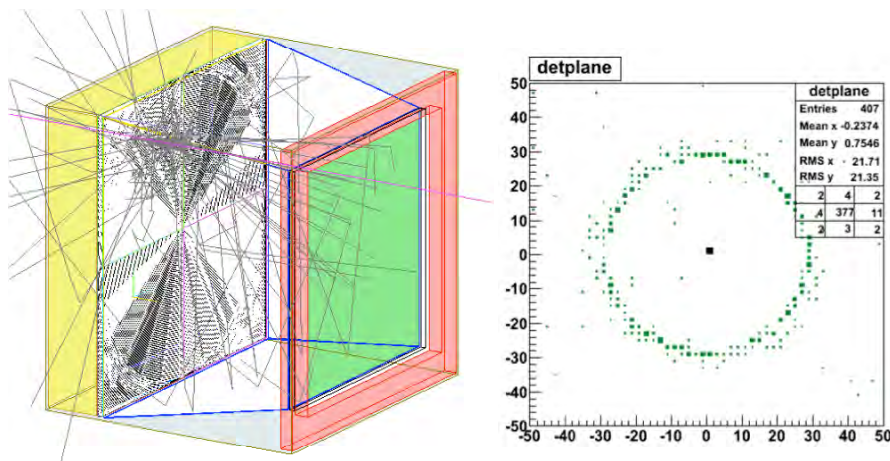 detplane
detplane
Entries 407
Mean x -0.2374
Mean y 0.7546
RMS x 21.71
RMS y 21.35
2 4 2
4 377 11
2 3 2
50
40
30
20
10
0
-10
-20
-30
-40
-50
-50 -40 -30 -20 -10 0 10 20 30 40 50